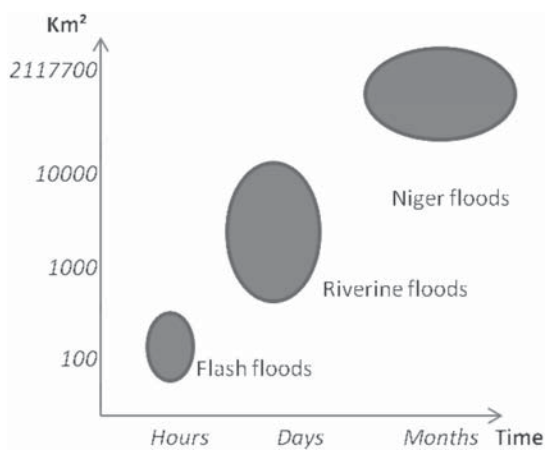 Km²
2117700
10000
Niger floods
1000
Riverine floods
100
Flash floods
Hours Days Months Time